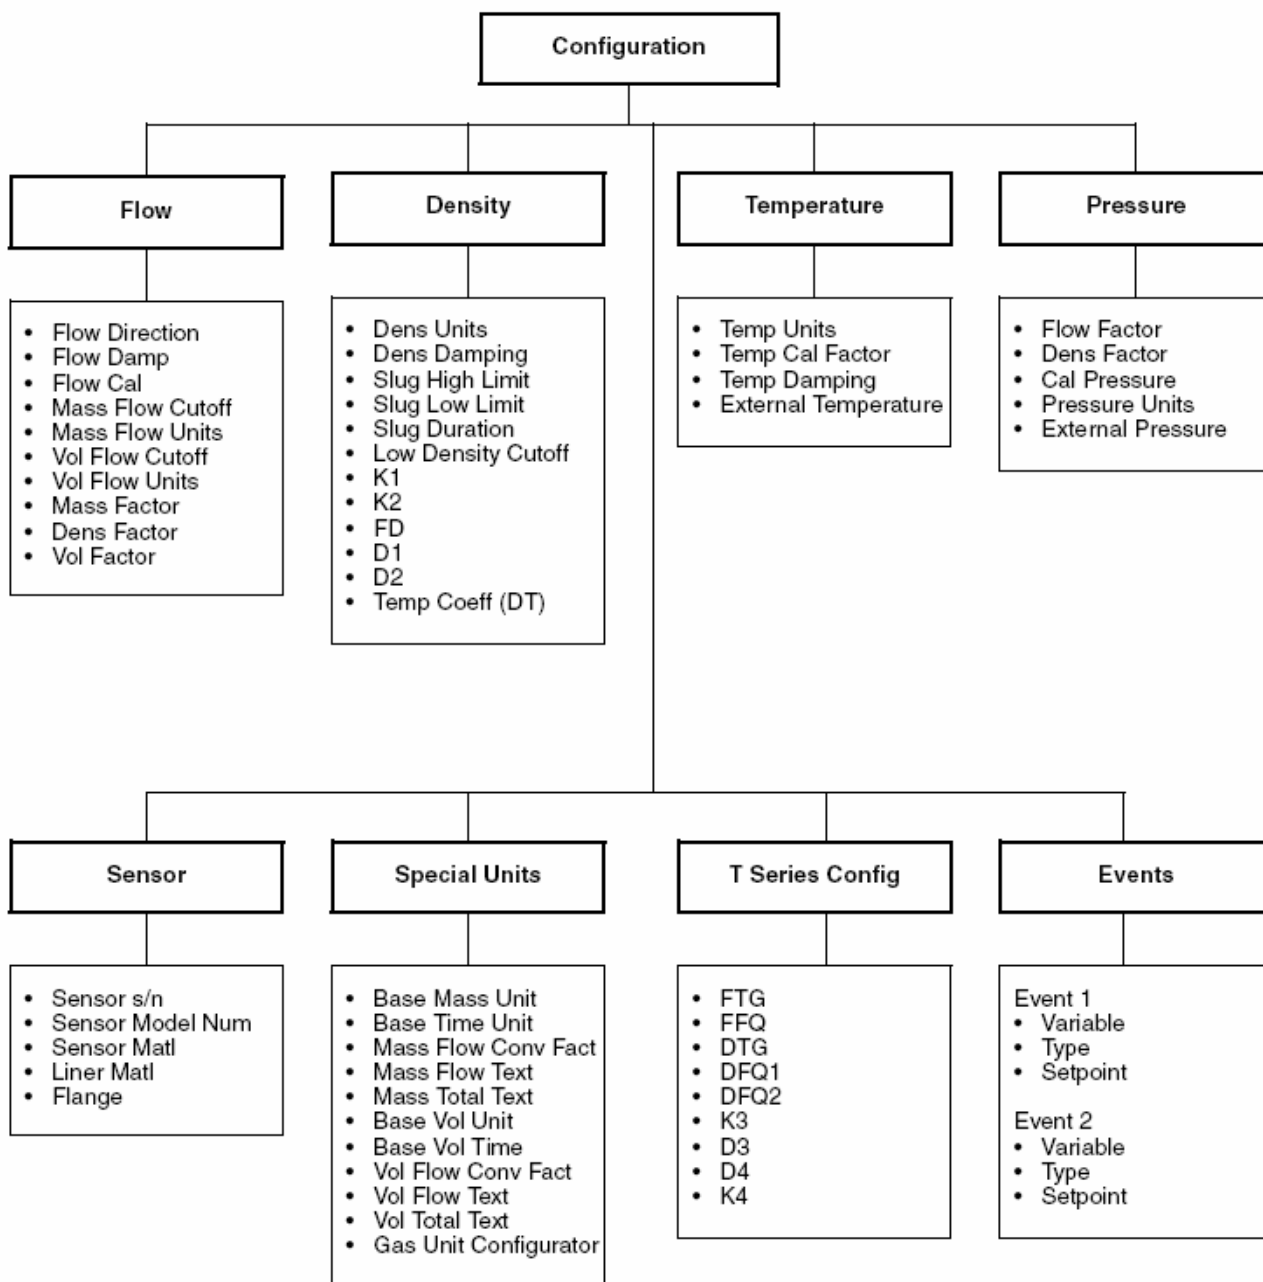 Configuration
Flow
Density
Temperature
Pressure
• Flow Direction
• Flow Damp
• Flow Cal
• Mass Flow Cutoff
• Mass Flow Units
• Vol Flow Cutoff
• Vol Flow Units
• Mass Factor
• Dens Factor
• Vol Factor
• Dens Units
• Dens Damping
• Slug High Limit
• Slug Low Limit
• Slug Duration
• Low Density Cutoff
• K1
• K2
• FD
• D1
• D2
• Temp Coeff (DT)
• Temp Units
• Temp Cal Factor
• Temp Damping
• External Temperature
• Flow Factor
• Dens Factor
• Cal Pressure
• Pressure Units
• External Pressure
Sensor
Special Units
T Series Config
Events
• Sensor s/n
• Sensor Model Num
• Sensor Matl
• Liner Matl
• Flange
• Base Mass Unit
• Base Time Unit
• Mass Flow Conv Fact
• Mass Flow Text
• Mass Total Text
• Base Vol Unit
• Base Vol Time
• Vol Flow Conv Fact
• Vol Flow Text
• Vol Total Text
• Gas Unit Configurator
• FTG
• FFQ
• DTG
• DFQ1
• DFQ2
• K3
• D3
• D4
• K4
Event 1
• Variable
• Type
• Setpoint
Event 2
• Variable
• Type
• Setpoint